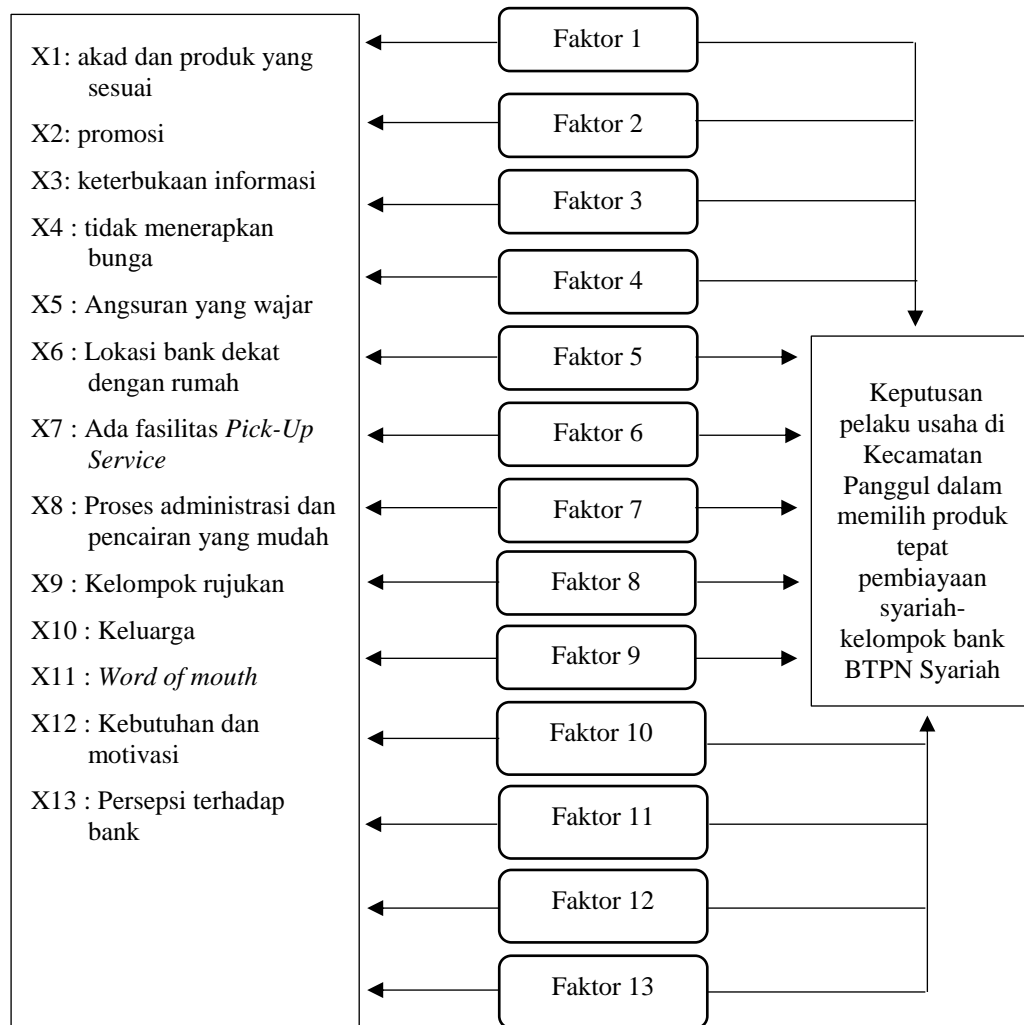 X1: akad dan produk yang
sesuai
X2: promosi
X3: keterbukaan informasi
X4 : tidak menerapkan
bunga
X5 : Angsuran yang wajar
X6 : Lokasi bank dekat
dengan rumah
X7 : Ada fasilitas Pick-Up
Service
X8 : Proses administrasi dan
pencairan yang mudah
X9 : Kelompok rujukan
X10 : Keluarga
X11 : Word of mouth
X12 : Kebutuhan dan
motivasi
X13 : Persepsi terhadap
bank
Faktor 1
Faktor 2
Faktor 3
Faktor 4
Faktor 5
Faktor 6
Faktor 7
Faktor 8
Faktor 9
Faktor 10
Faktor 11
Faktor 12
Faktor 13
Keputusan
pelaku usaha di
Kecamatan
Panggul dalam
memilih produk
tepat
pembiayaan
syariah-
kelompok bank
BTPN Syariah